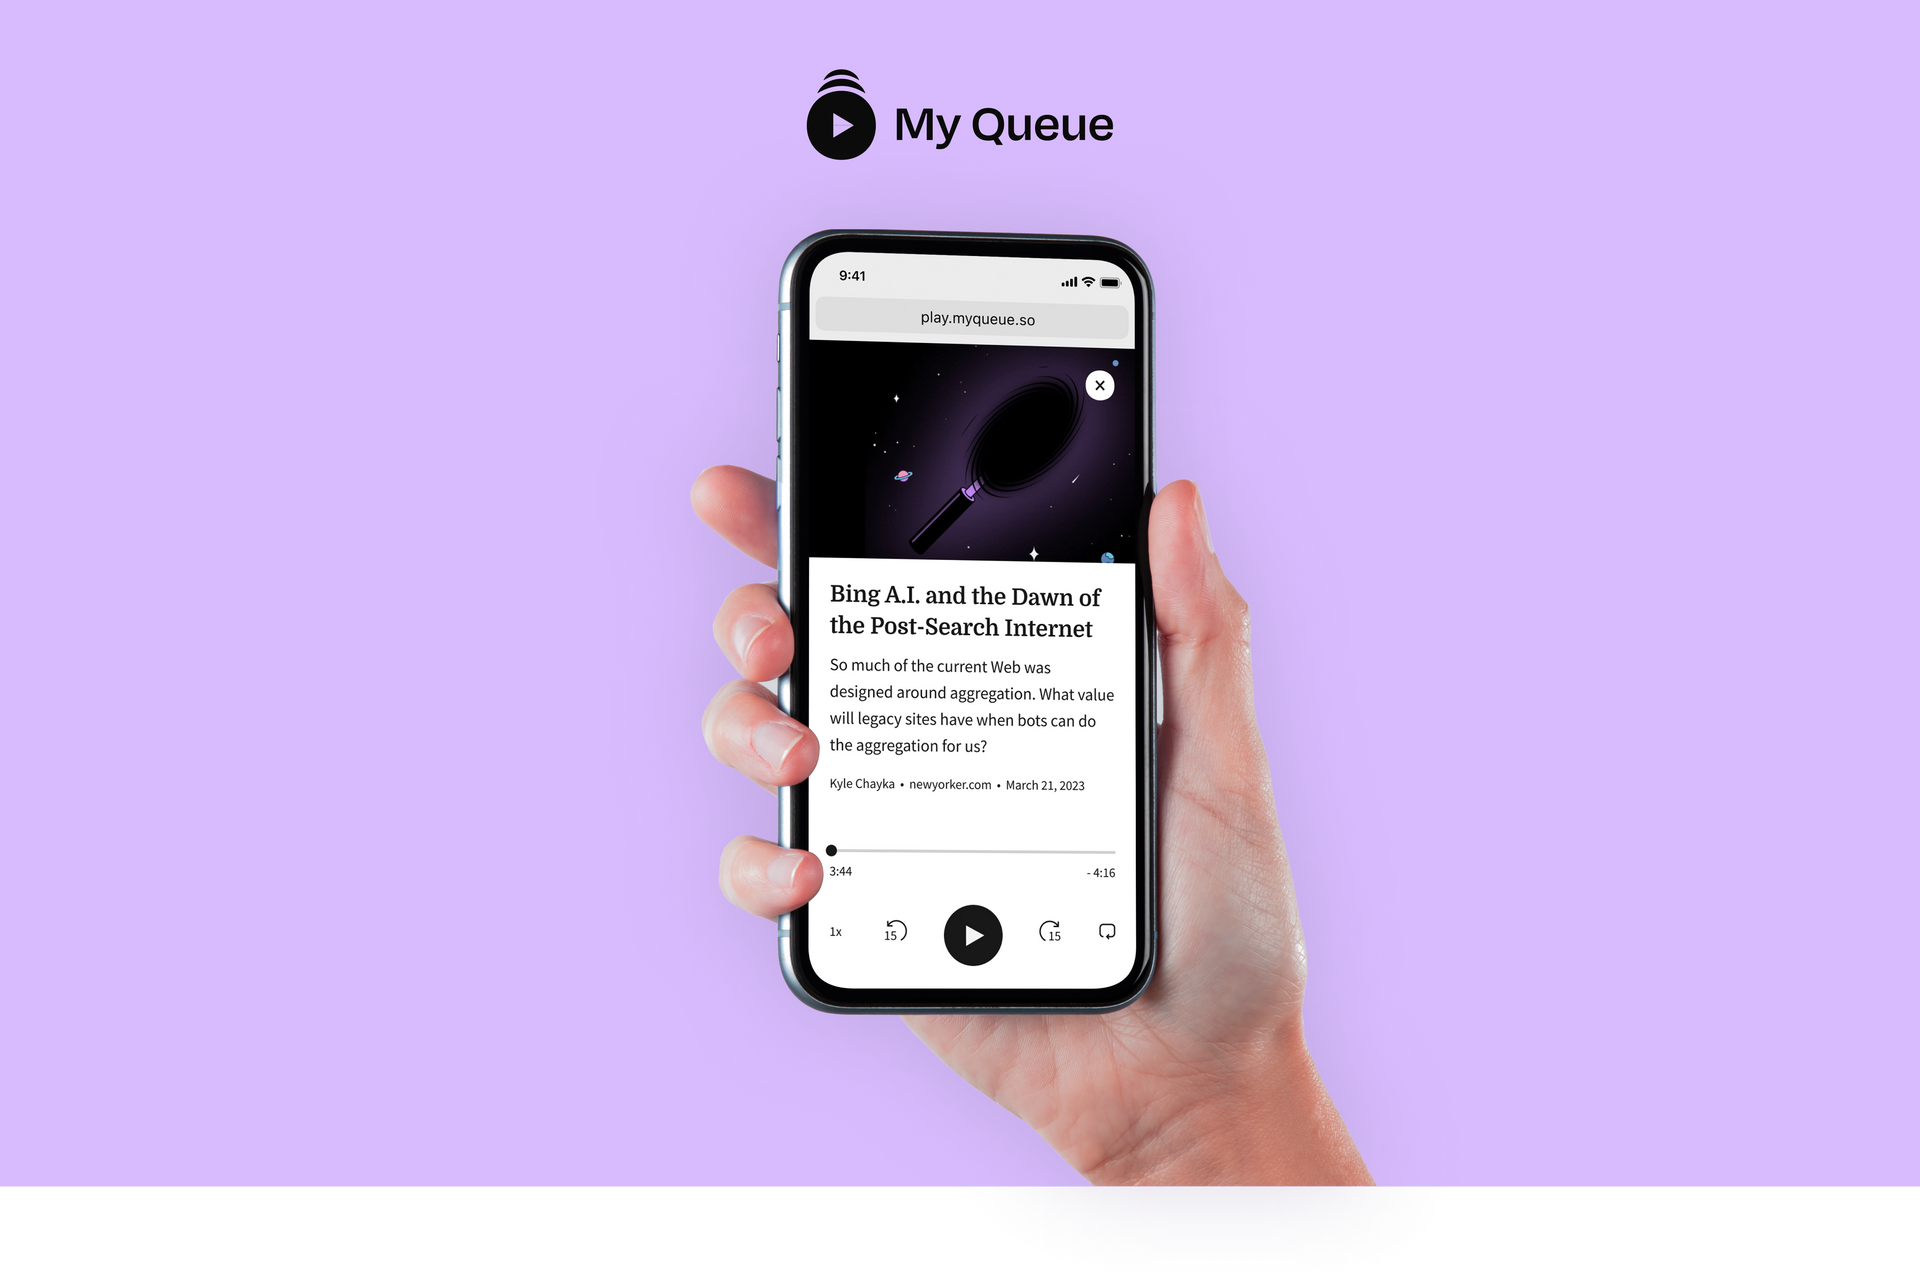 My Queue
9:41
play.myqueue.so
Bing A.I. and the Dawn of
the Post-Search Internet
So much of the current Web was
designed around aggregation. What value
will legacy sites have when bots can do
the aggregation for us?
Kyle Chayka • newyorker.com • March 21, 2023
3:44 - 4:16
1x 15 15